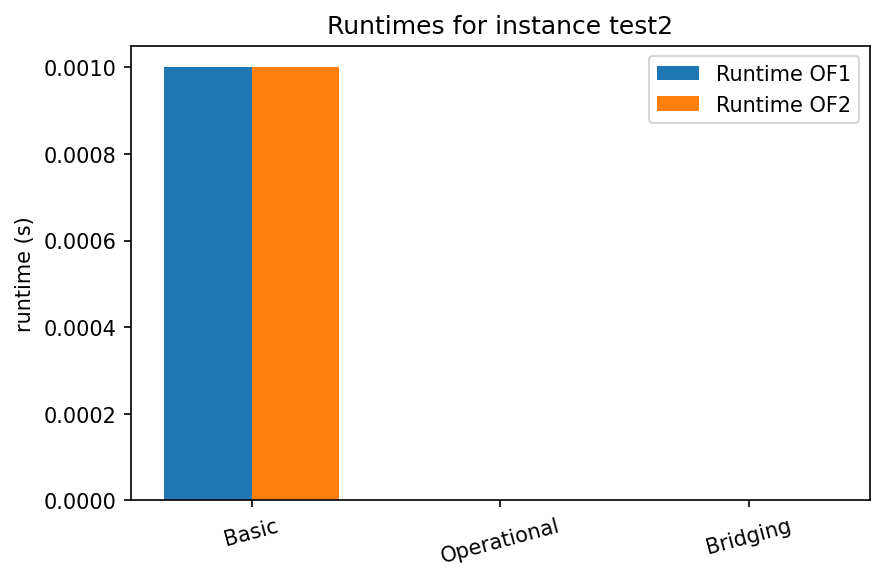 Runtimes for instance test2
Runtime OF1
Runtime OF2
runtime (s)
0.0010
0.0008
0.0006
0.0004
0.0002
0.0000
Basic
Operational
Bridging